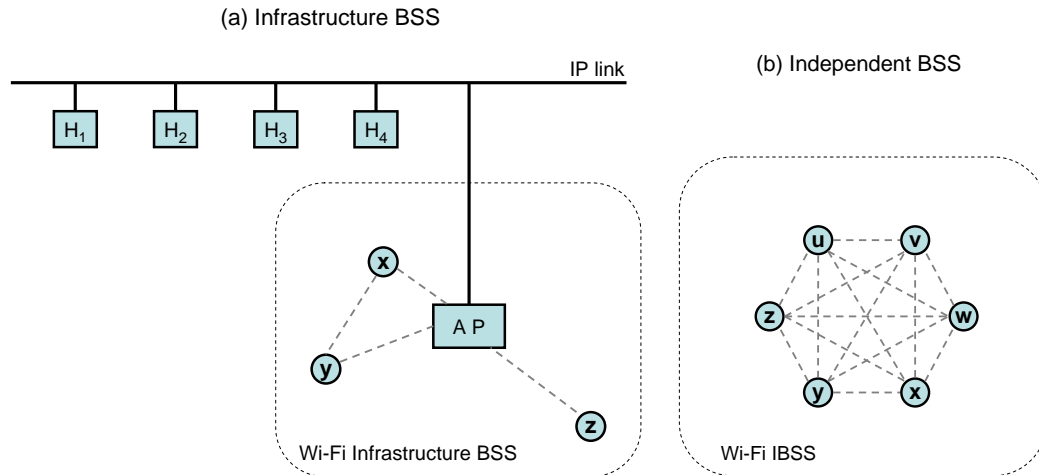 (a) Infrastructure BSS
IP link
(b) Independent BSS
H1
H2
H3
H4
x
A P
y
z
Wi-Fi Infrastructure BSS
u
v
z
w
y
x
Wi-Fi IBSS